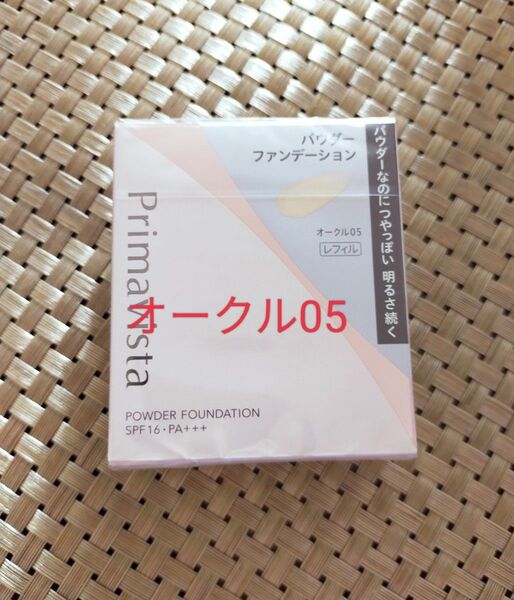 パウダー
ファンデーション
オークル05
レフィル
パウダーなのにつやっぽい 明るさ続く
Primavista
オークル05
POWDER FOUNDATION
SPF16・PA+++